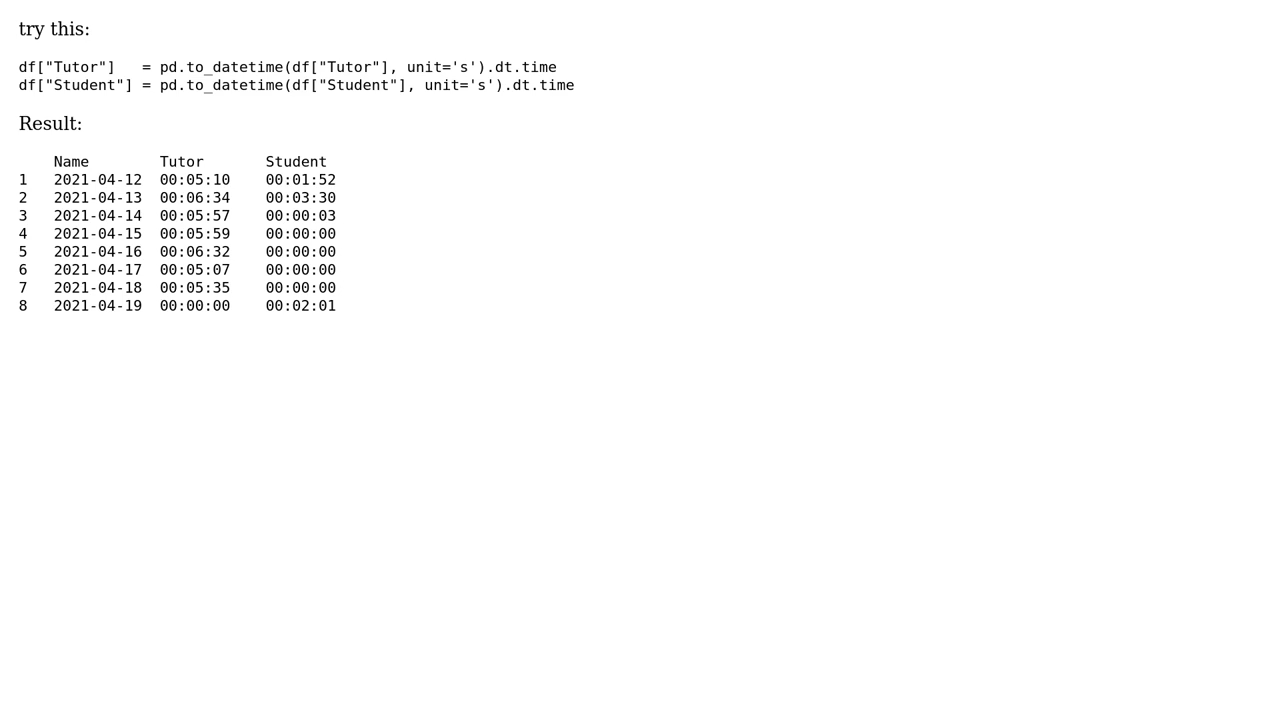 try this:
df["Tutor"]   = pd.to_datetime(df["Tutor"], unit='s').dt.time
df["Student"] = pd.to_datetime(df["Student"], unit='s').dt.time
Result:
    Name        Tutor       Student
1   2021-04-12  00:05:10    00:01:52
2   2021-04-13  00:06:34    00:03:30
3   2021-04-14  00:05:57    00:00:03
4   2021-04-15  00:05:59    00:00:00
5   2021-04-16  00:06:32    00:00:00
6   2021-04-17  00:05:07    00:00:00
7   2021-04-18  00:05:35    00:00:00
8   2021-04-19  00:00:00    00:02:01